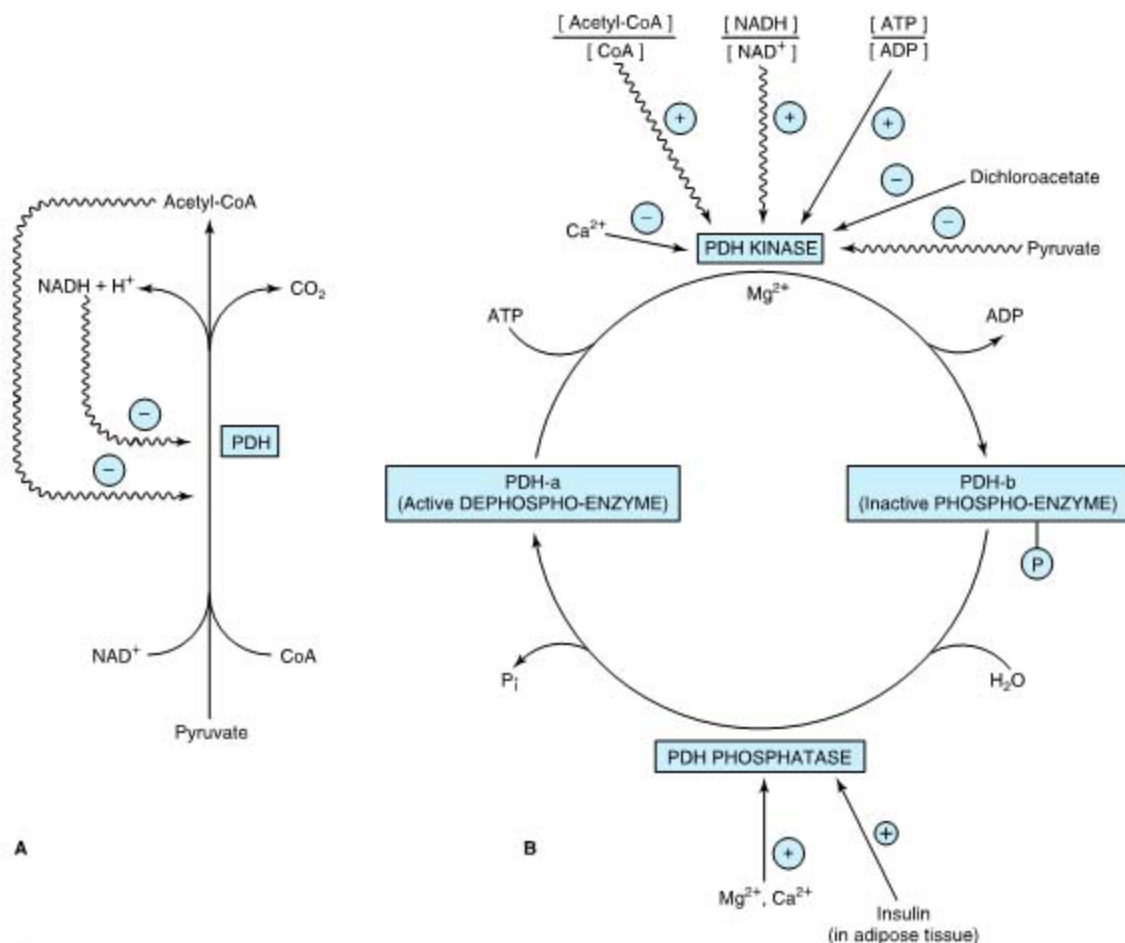 Acetyl-CoA
NADH + H⁺
CO₂
−
−
PDH
NAD⁺
CoA
Pyruvate
A
[ Acetyl-CoA ]
[ CoA ]
[ NADH ]
[ NAD⁺ ]
[ ATP ]
[ ADP ]
+
+
+
−
Dichloroacetate
−
Ca²⁺
−
PDH KINASE
Pyruvate
Mg²⁺
ATP
ADP
PDH-a
(Active DEPHOSPHO-ENZYME)
PDH-b
(Inactive PHOSPHO-ENZYME)
P
Pi
H₂O
PDH PHOSPHATASE
B
+
+
Mg²⁺, Ca²⁺
Insulin
(in adipose tissue)